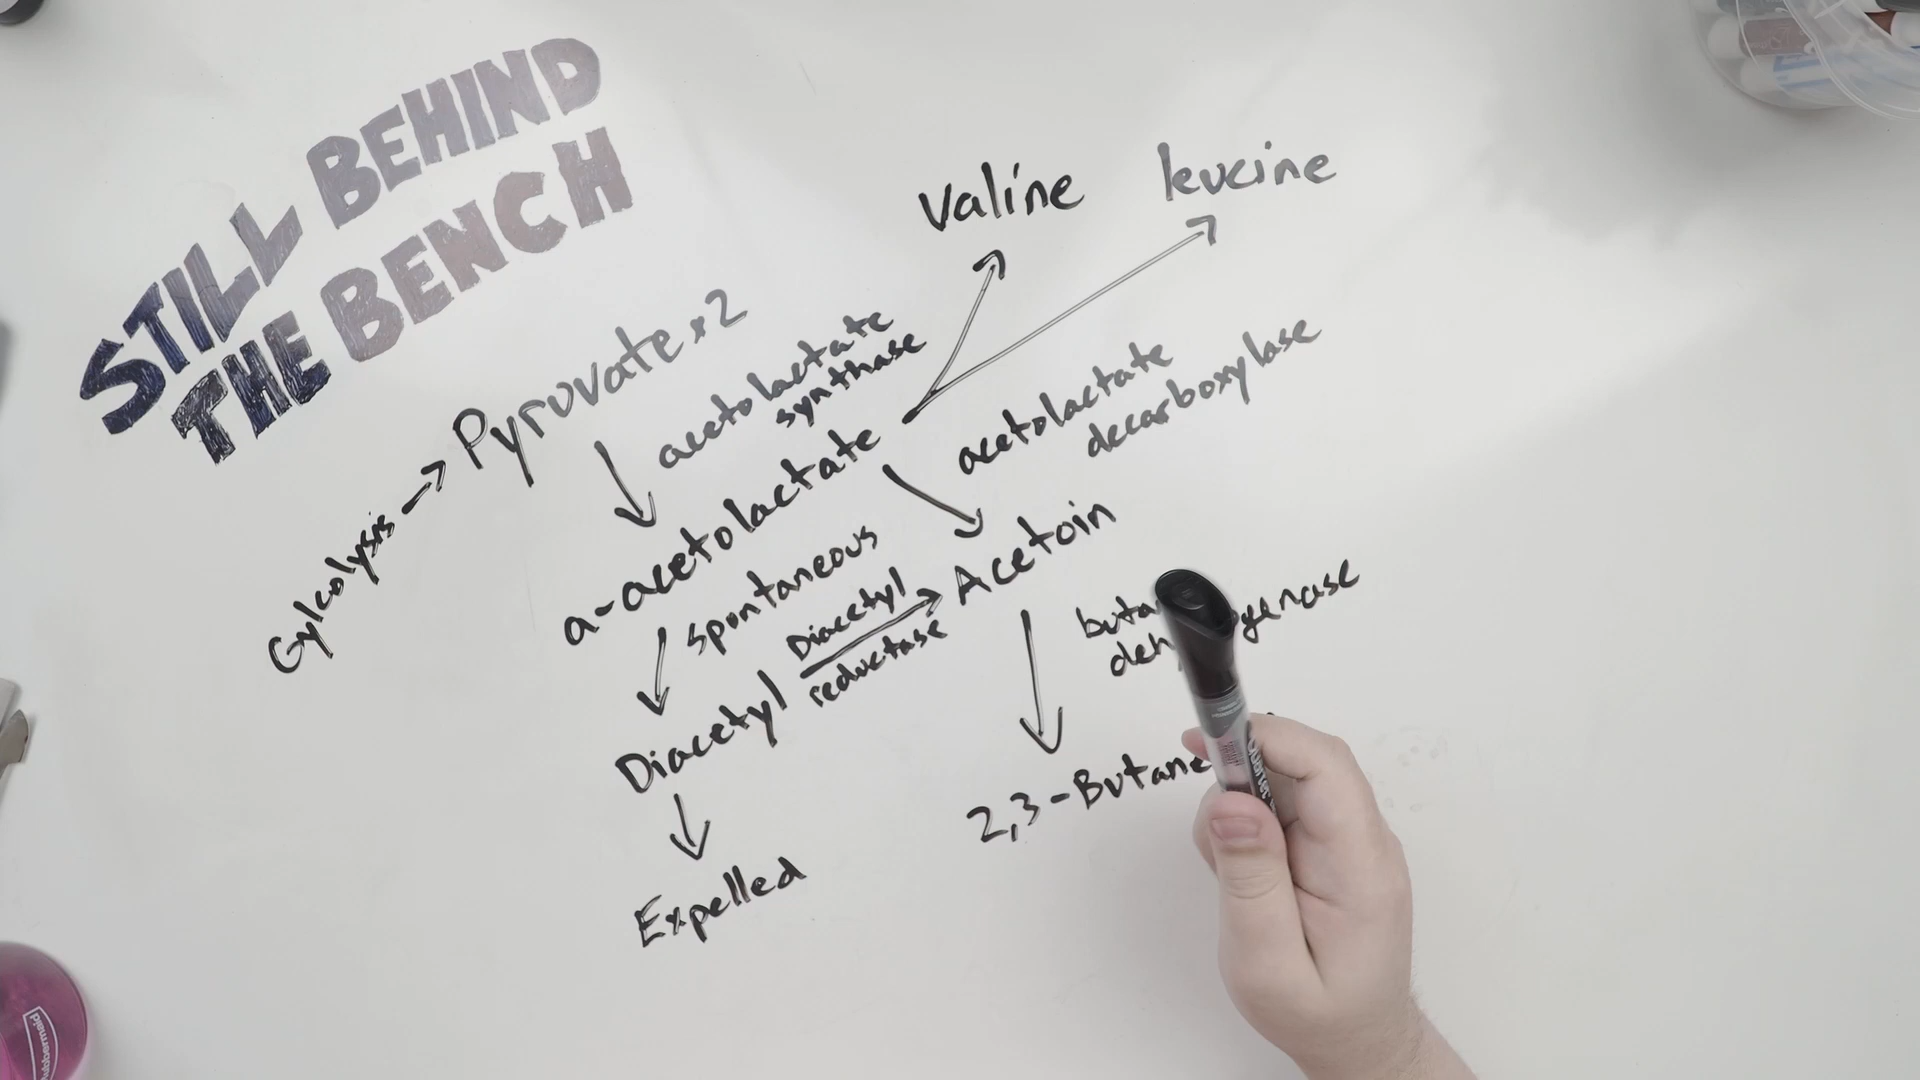 STILL BEHIND
THE BENCH
valine
leucine
Gylcolysis
Pyruvate x2
acetolactate
synthase
a-acetolactate
acetolactate
decarboxylase
spontaneous
Diacetyl
reductase
Acetoin
Diacetyl
2,3-Butane
Expelled
Rubbermaid